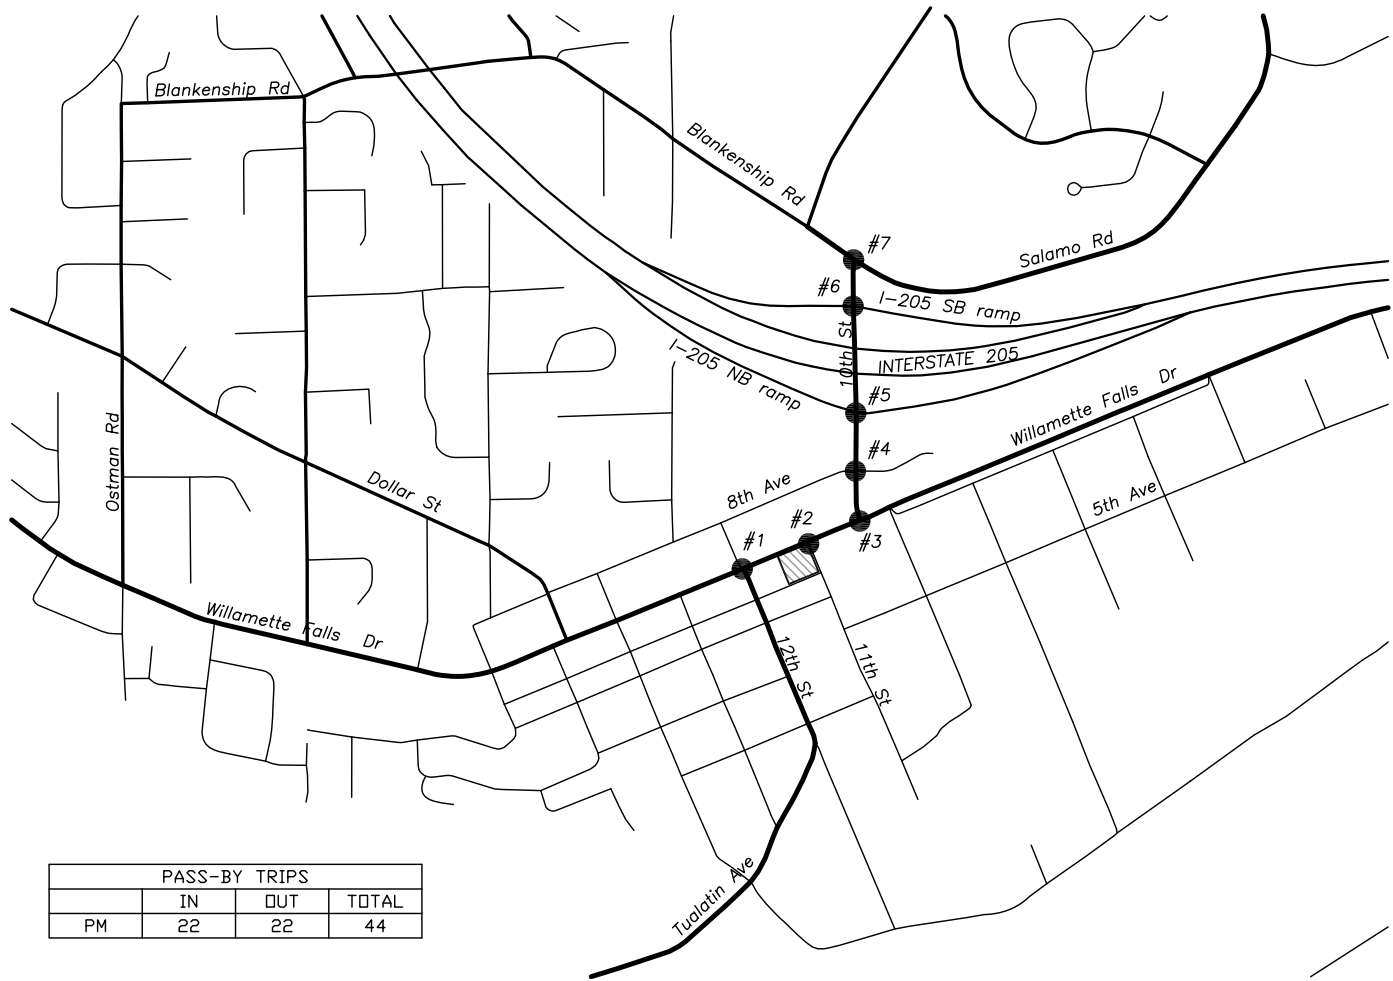 Blankenship Rd
Blankenship Rd
#7
Salamo Rd
#6
I-205 SB ramp
10th St
I-205 NB ramp
INTERSTATE 205
#5
Willamette Falls Dr
Ostman Rd
#4
Dollar St
8th Ave
5th Ave
#2
#1
#3
Willamette Falls Dr
12th St
11th St
Tualatin Ave
PASS-BY TRIPS
IN OUT TOTAL
PM 22 22 44